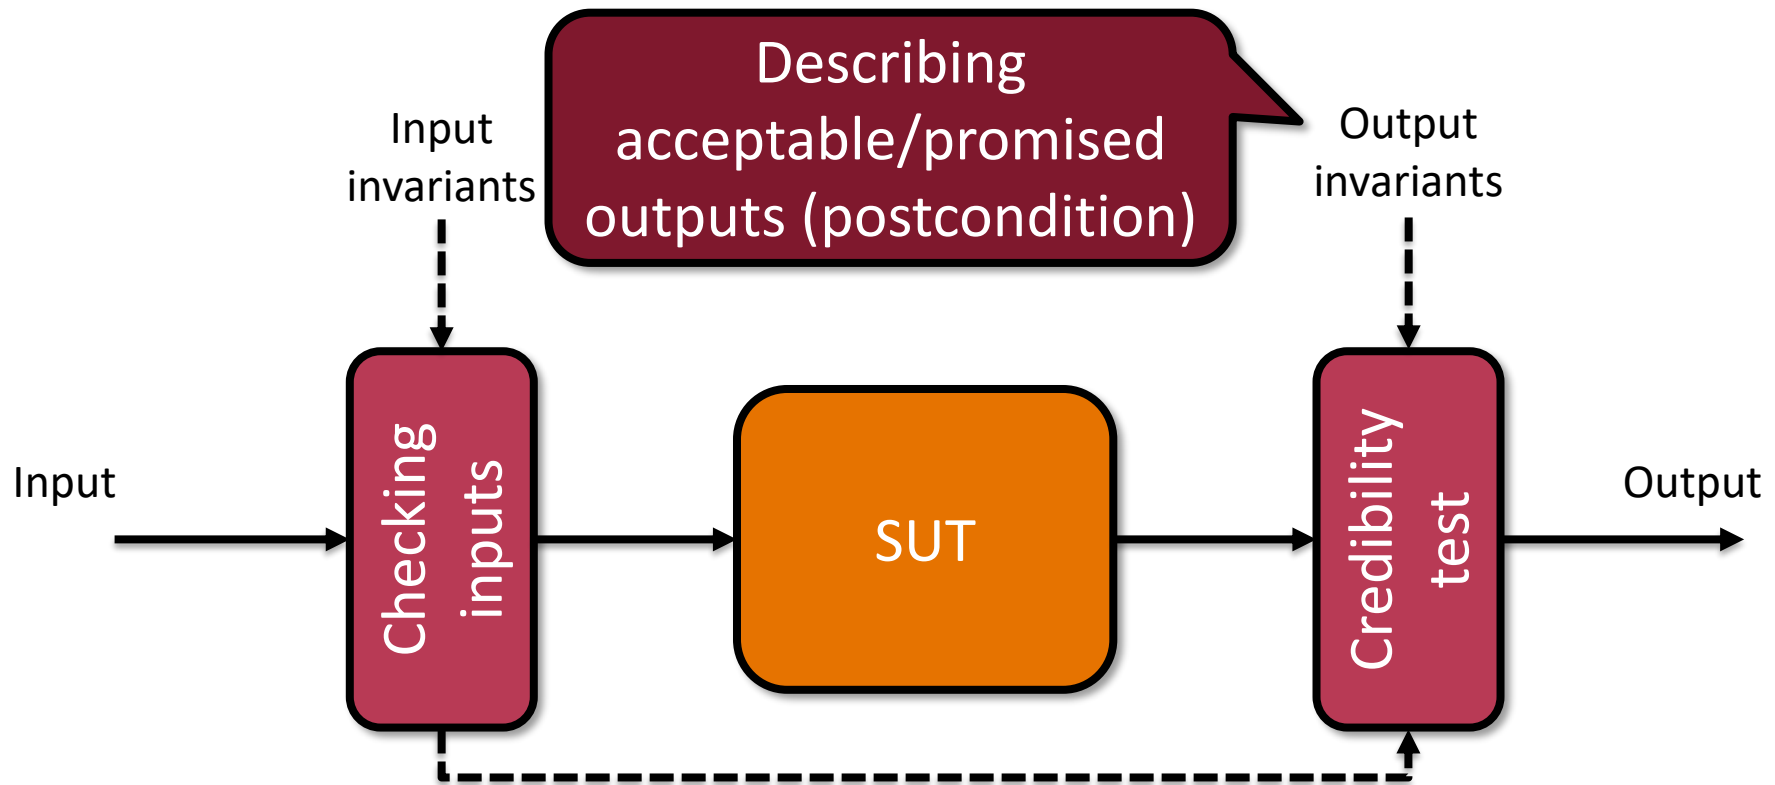 Describing
acceptable/promised
outputs (postcondition)
Input
invariants
Output
invariants
Input
Checking
inputs
SUT
Credibility
test
Output